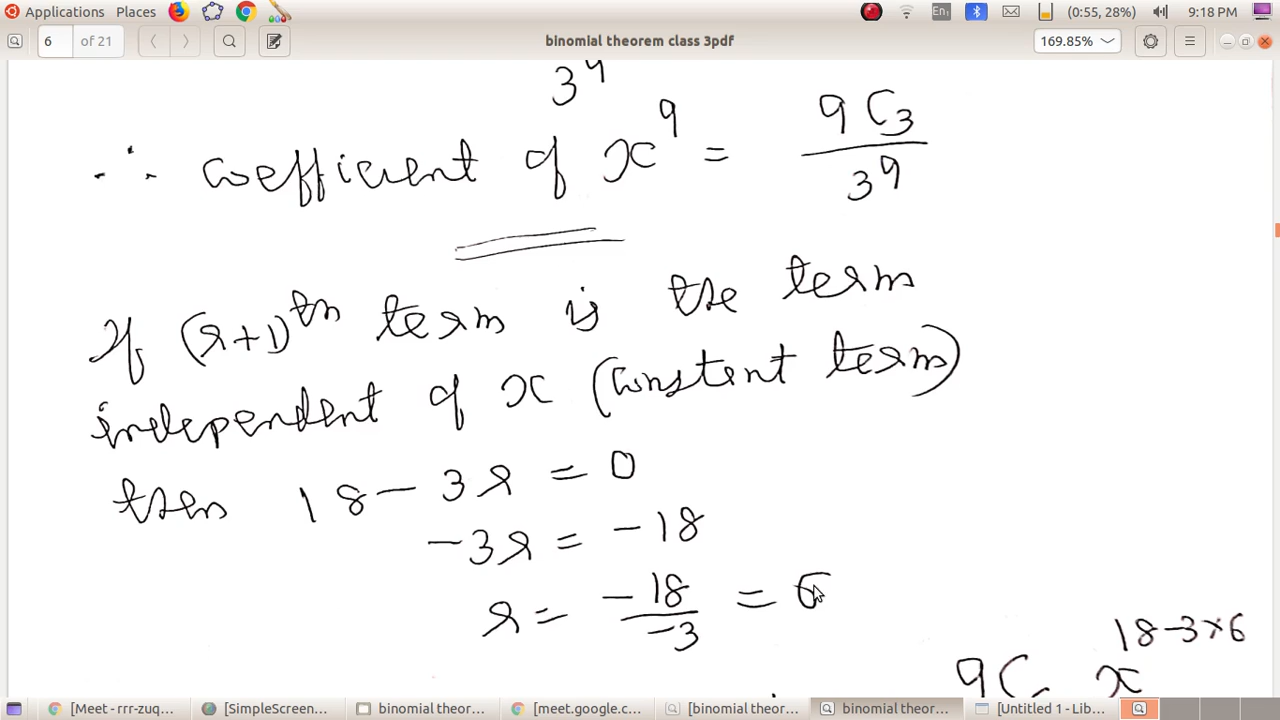 Applications Places En₁ (0:55, 28%) 9:18 PM
6 of 21 binomial theorem class 3pdf 169.85%
3⁹
∴ coefficient of x⁹ = 9C₃ / 3⁹
If (r+1)ᵗʰ term is the term
independent of x (constant term)
then 18 - 3r = 0
-3r = -18
r = -18 / -3 = 6
18-3×6
9C x
[Meet - rrr-zuq... [SimpleScreen... binomial theor... [meet.google.c... [binomial theor... binomial theor... [Untitled 1 - Lib...